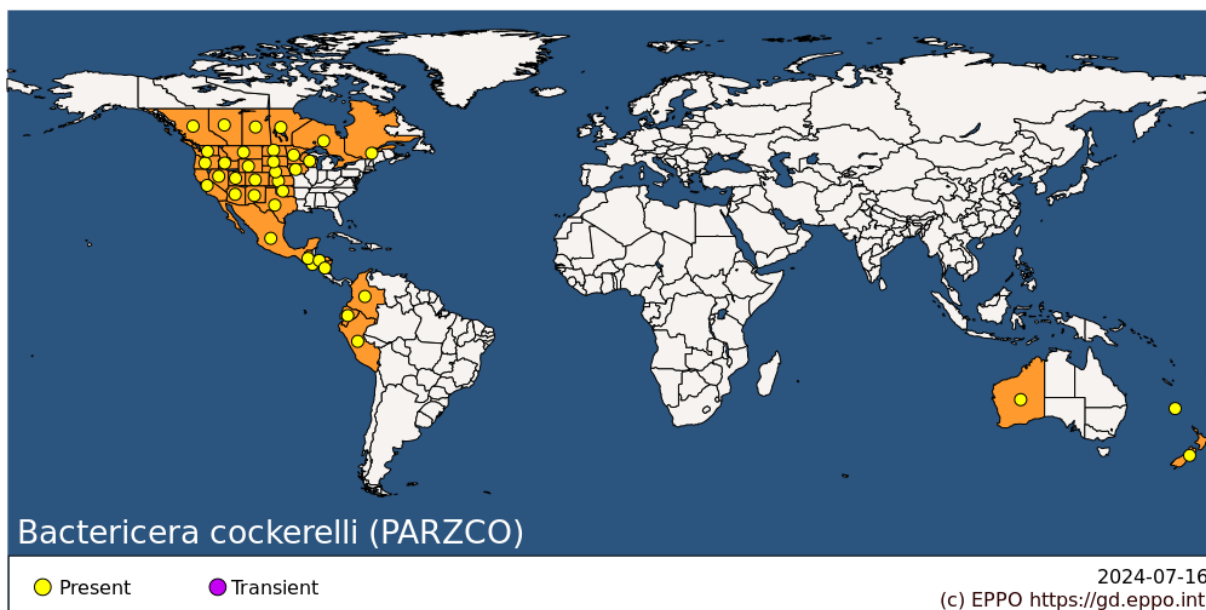 Bactericera cockerelli (PARZCO)
Present
Transient
2024-07-16
(c) EPPO https://gd.eppo.int